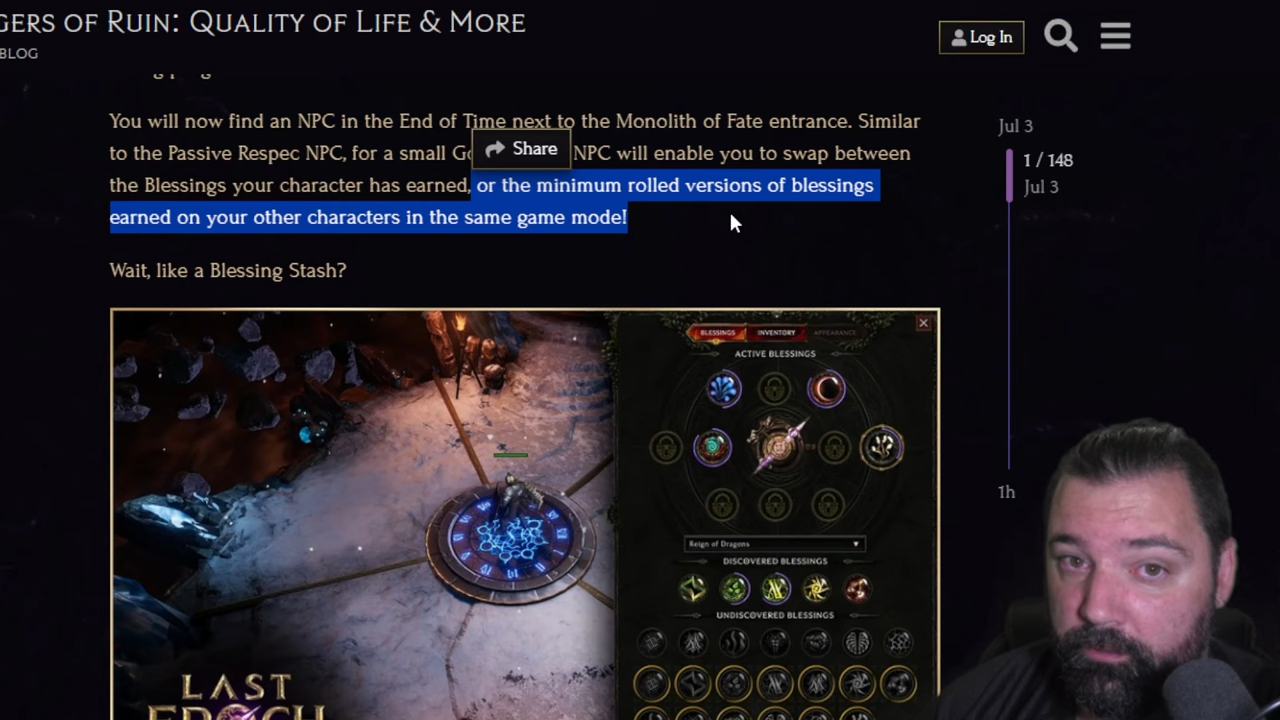 GERS OF RUIN: QUALITY OF LIFE & MORE
BLOG
Log In
You will now find an NPC in the End of Time next to the Monolith of Fate entrance. Similar
to the Passive Respec NPC, for a small Go NPC will enable you to swap between
Share
the Blessings your character has earned, or the minimum rolled versions of blessings
earned on your other characters in the same game mode!
Wait, like a Blessing Stash?
Jul 3
1 / 148
Jul 3
1h
BLESSINGS
INVENTORY
APPEARANCE
ACTIVE BLESSINGS
Reign of Dragons
DISCOVERED BLESSINGS
UNDISCOVERED BLESSINGS
LAST
EPOCH